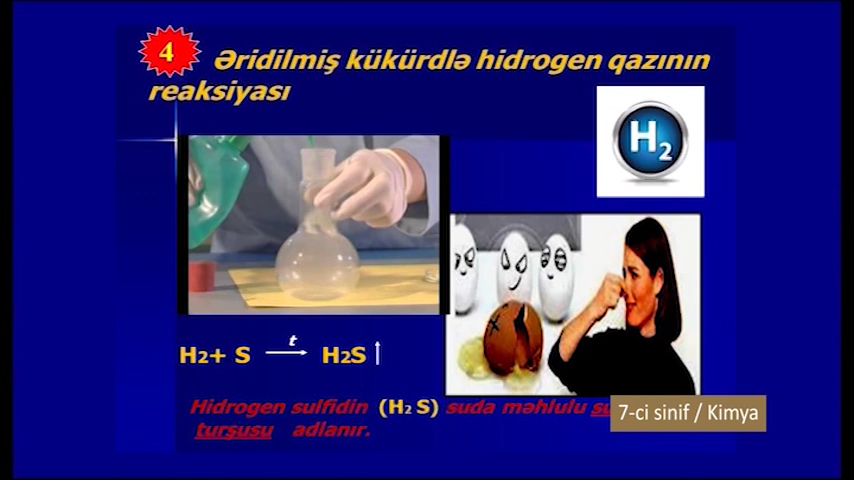 4
Əridilmiş kükürdlə hidrogen qazının
reaksiyası
H2
H2+ S t H2S ↑
Hidrogen sulfidin (H2 S) suda məhlulu
turşusu adlanır.
7-ci sinif / Kimya